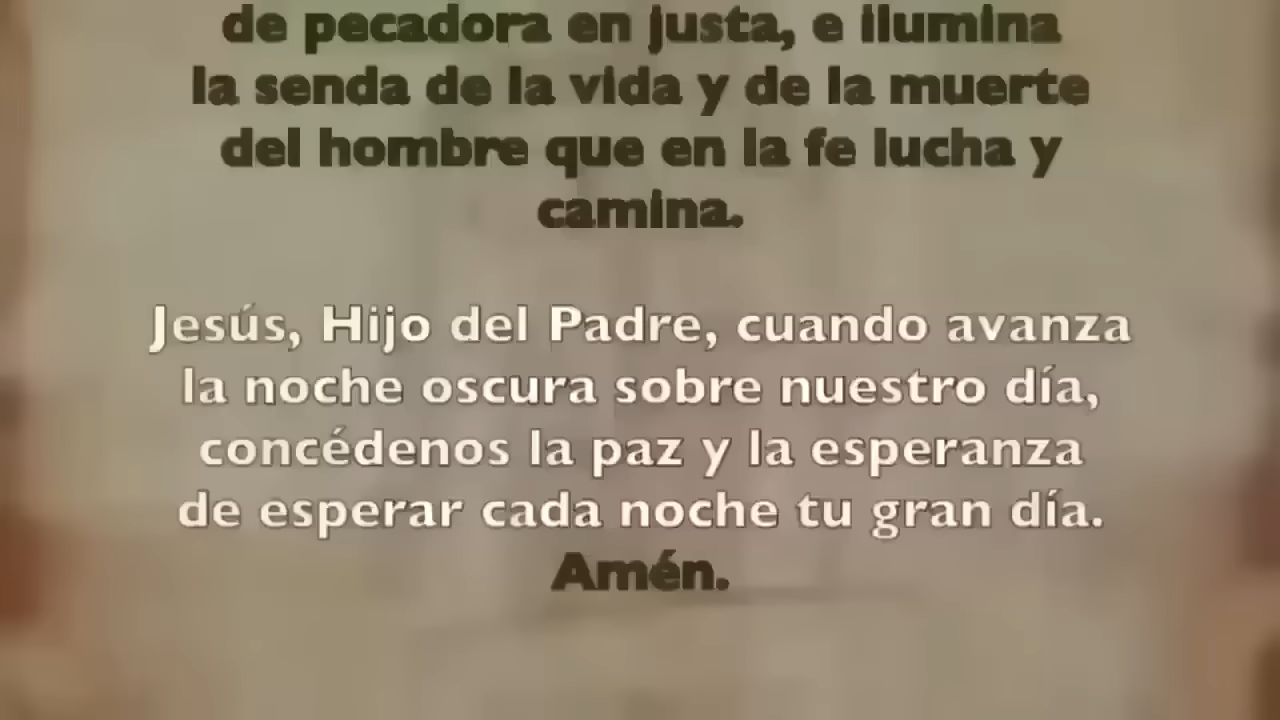 de pecadora en justa, e ilumina
la senda de la vida y de la muerte
del hombre que en la fe lucha y
camina.
Jesús, Hijo del Padre, cuando avanza
la noche oscura sobre nuestro día,
concédenos la paz y la esperanza
de esperar cada noche tu gran día.
Amén.